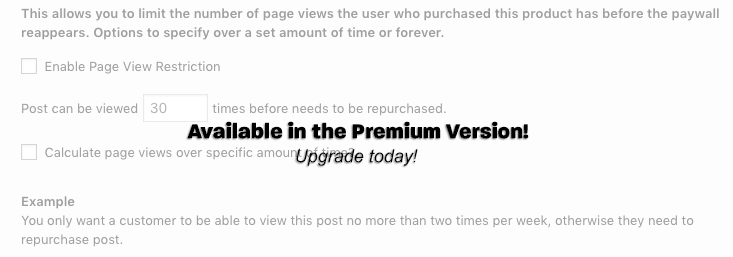 This allows you to limit the number of page views the user who purchased this product has before the paywall
reappears. Options to specify over a set amount of time or forever.
Enable Page View Restriction
Post can be viewed 30 times before needs to be repurchased.
Available in the Premium Version!
Calculate page views over specific amount of time?
Upgrade today!
Example
You only want a customer to be able to view this post no more than two times per week, otherwise they need to
repurchase post.